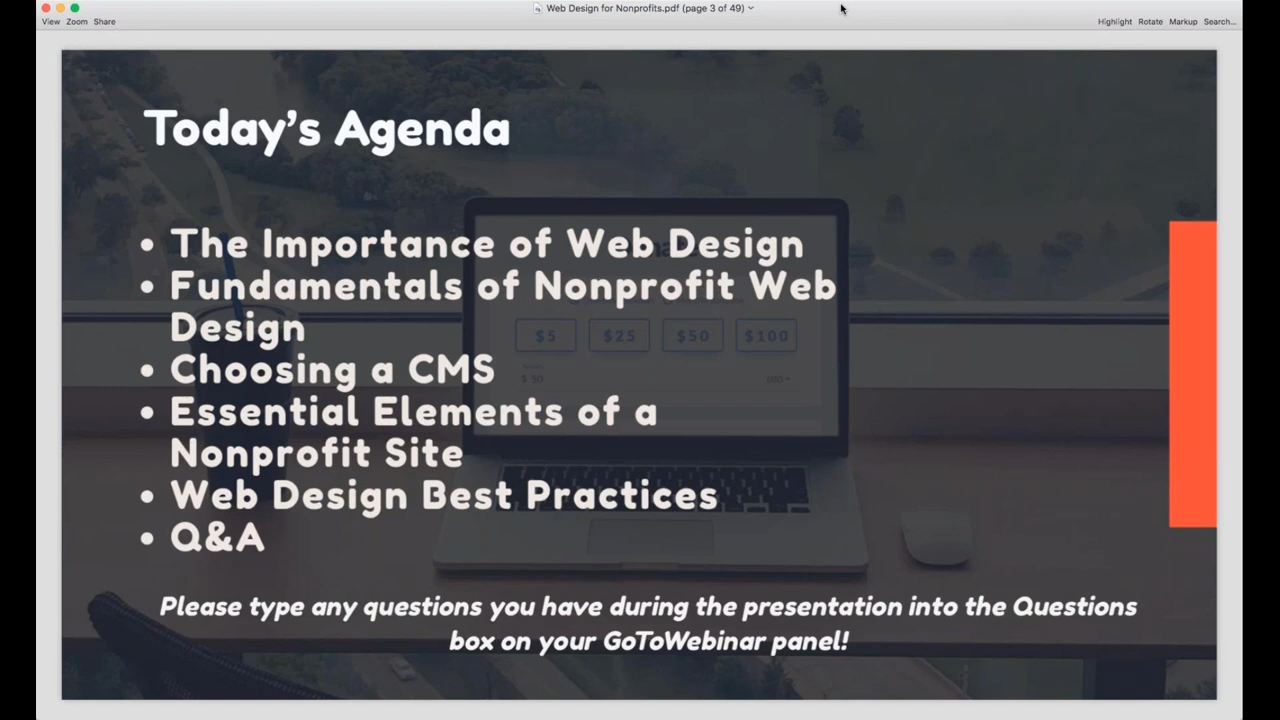 Web Design for Nonprofits.pdf (page 3 of 49)
View Zoom Share
Highlight Rotate Markup Search...
Today's Agenda
• The Importance of Web Design
• Fundamentals of Nonprofit Web
Design
• Choosing a CMS
• Essential Elements of a
Nonprofit Site
• Web Design Best Practices
• Q&A
$5 $25 $50 $100
$ 50 USD
Please type any questions you have during the presentation into the Questions
box on your GoToWebinar panel!